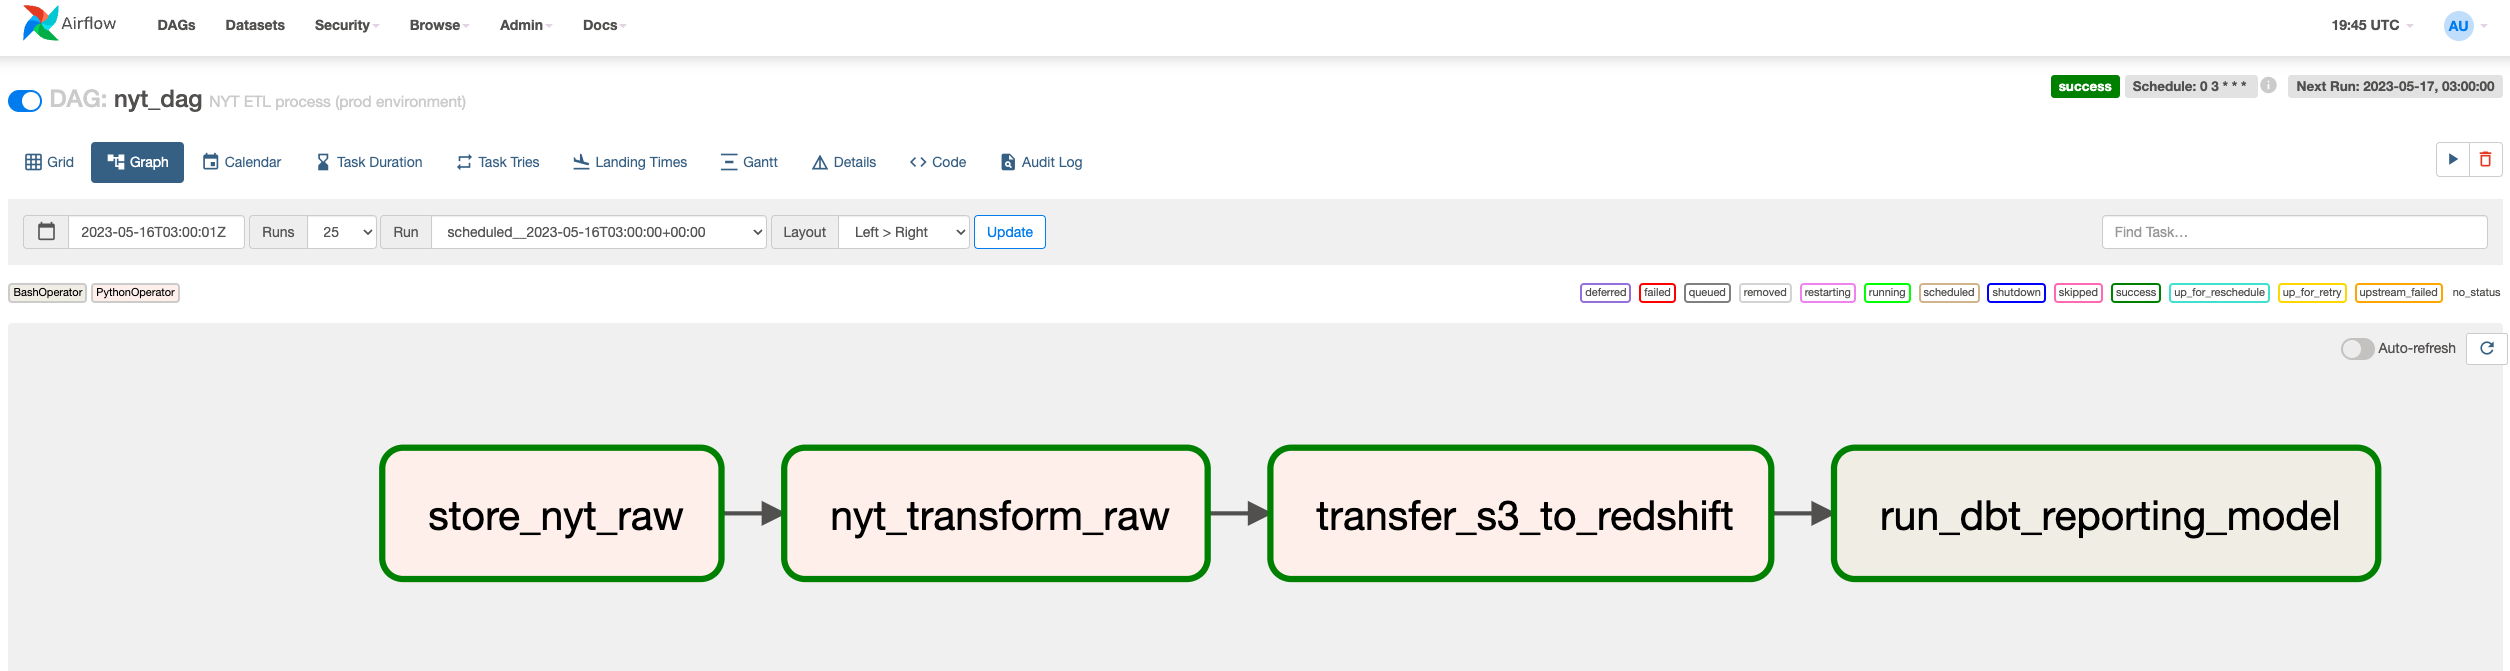 Airflow DAGs Datasets Security Browse Admin Docs 19:45 UTC AU
DAG: nyt_dag NYT ETL process (prod environment) success Schedule: 0 3 * * * i Next Run: 2023-05-17, 03:00:00
Grid Graph Calendar Task Duration Task Tries Landing Times Gantt Details Code Audit Log
2023-05-16T03:00:01Z Runs 25 Run scheduled__2023-05-16T03:00:00+00:00 Layout Left > Right Update Find Task...
BashOperator PythonOperator deferred failed queued removed restarting running scheduled shutdown skipped success up_for_reschedule up_for_retry upstream_failed no_status
Auto-refresh
store_nyt_raw nyt_transform_raw transfer_s3_to_redshift run_dbt_reporting_model